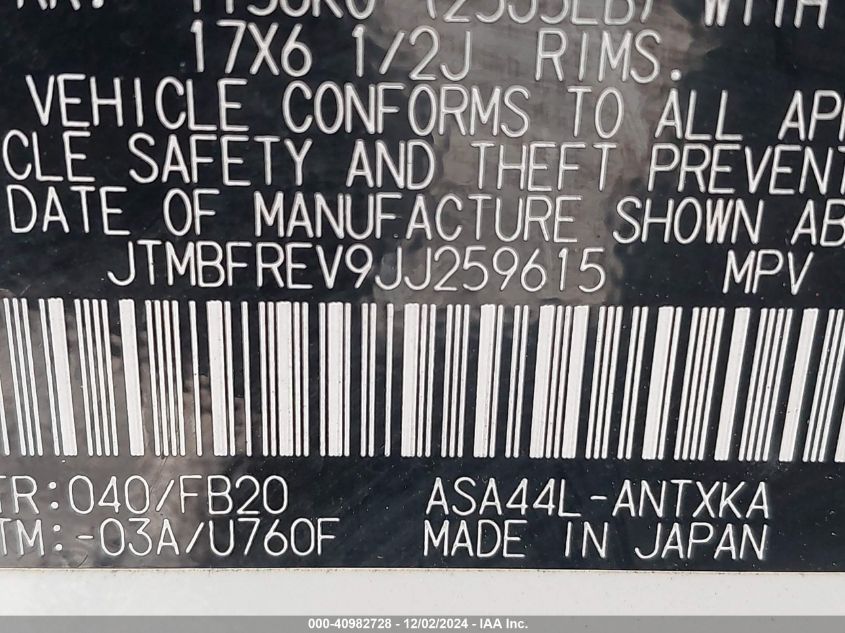 17X6 1/2J RIMS.
VEHICLE CONFORMS TO ALL
CLE SAFETY AND THEFT PREVENT
DATE OF MANUFACTURE SHOWN AB
JTMBFREV9JJ259615 MPV
TR:040/FB20 ASA44L-ANTXKA
TM:-03A/U760F MADE IN JAPAN
000-40982728 - 12/02/2024 - IAA Inc.